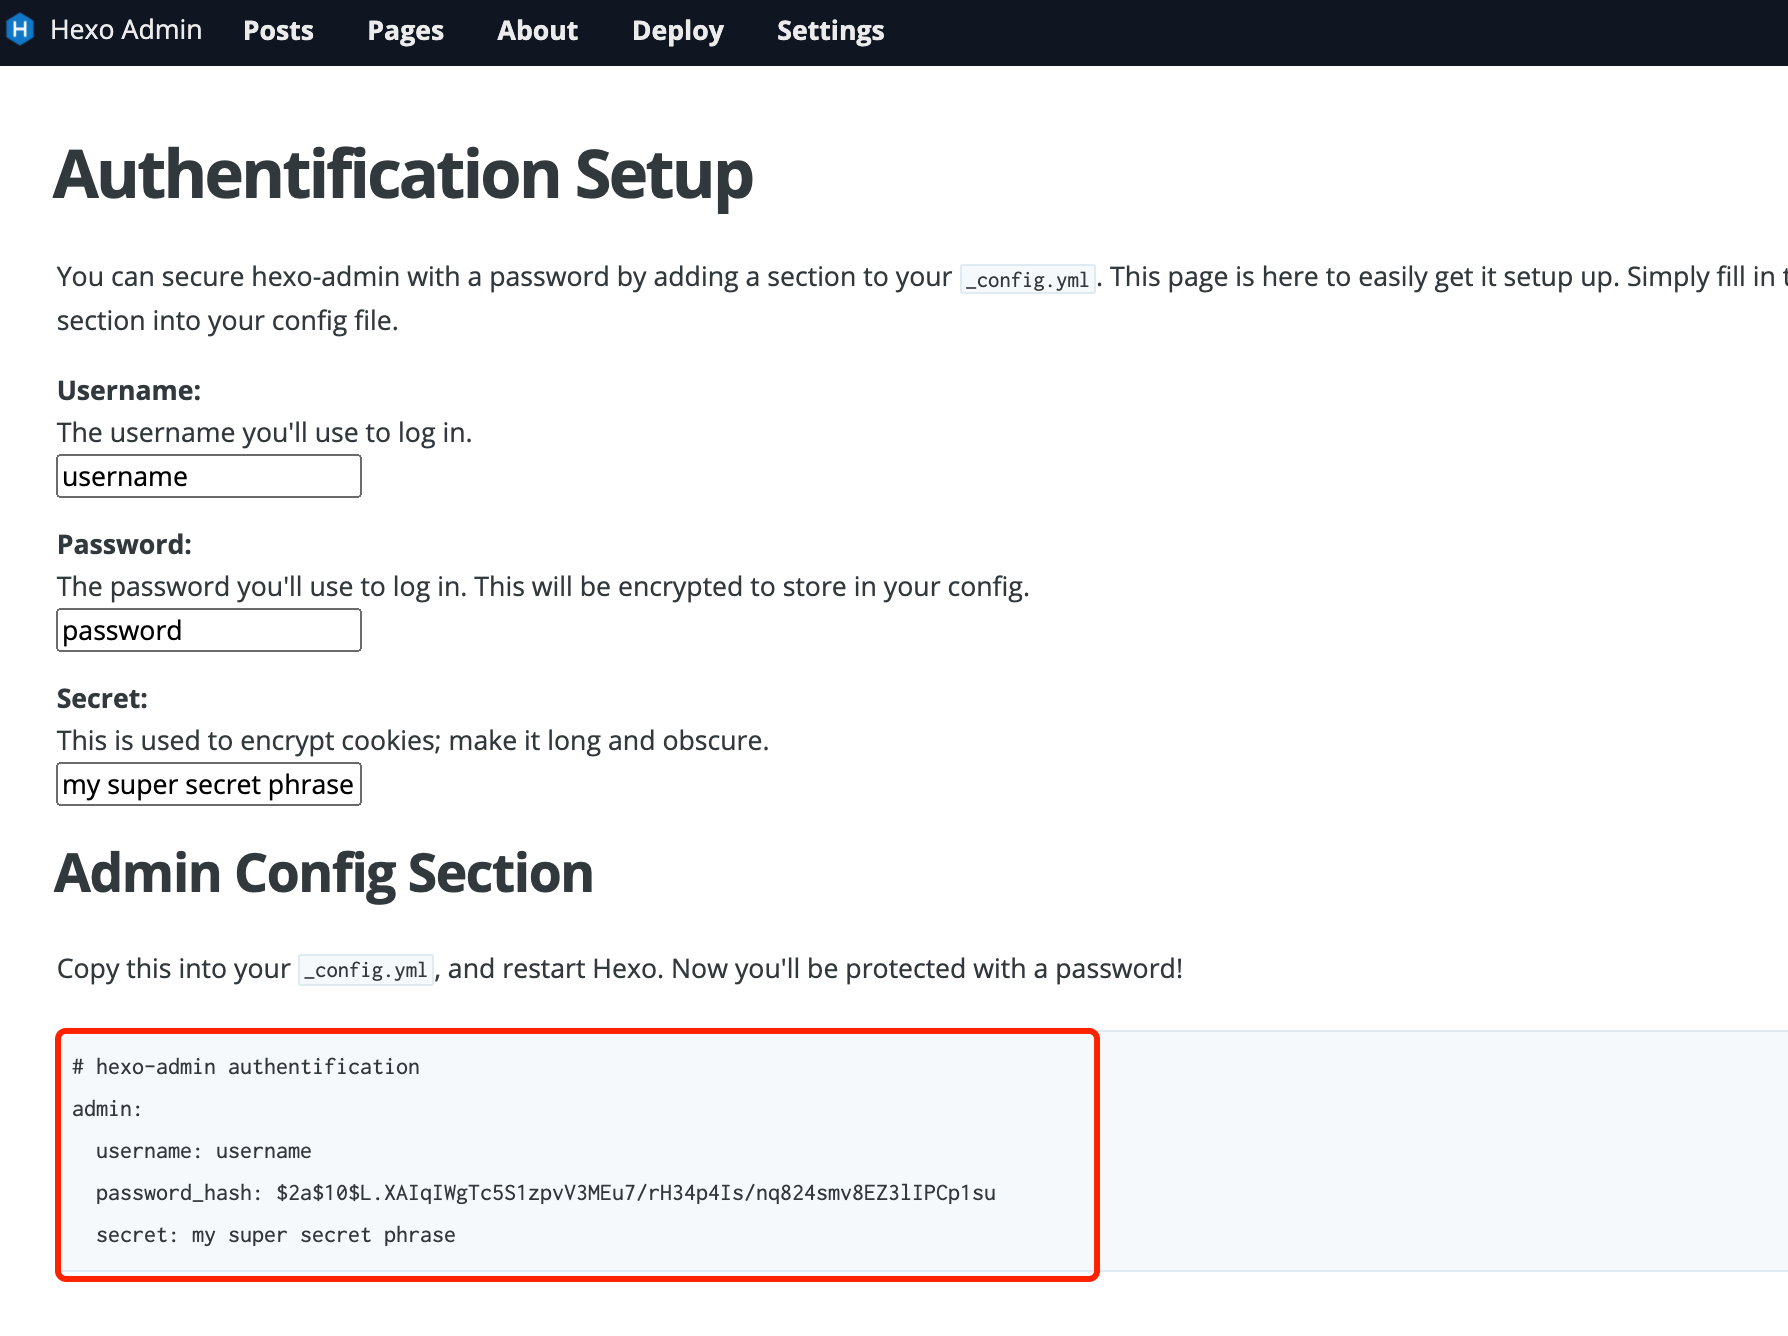 H Hexo Admin Posts Pages About Deploy Settings
Authentification Setup
You can secure hexo-admin with a password by adding a section to your _config.yml. This page is here to easily get it setup up. Simply fill in
section into your config file.
Username:
The username you'll use to log in.
username
Password:
The password you'll use to log in. This will be encrypted to store in your config.
password
Secret:
This is used to encrypt cookies; make it long and obscure.
my super secret phrase
Admin Config Section
Copy this into your _config.yml, and restart Hexo. Now you'll be protected with a password!
# hexo-admin authentification
admin:
username: username
password_hash: $2a$10$L.XAIqIWgTc5S1zpvV3MEu7/rH34p4Is/nq824smv8EZ3lIPCp1su
secret: my super secret phrase